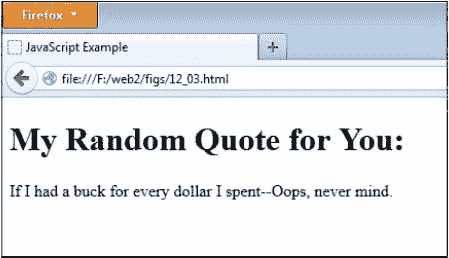 Firefox
JavaScript Example
+
file:///F:/web2/figs/12_03.html
My Random Quote for You:
If I had a buck for every dollar I spent--Oops, never mind.